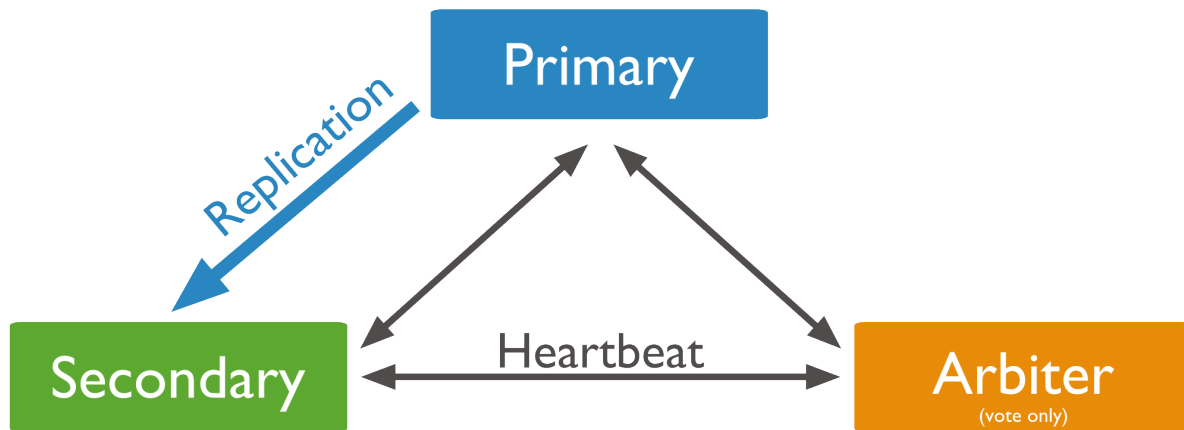 Primary
Replication
Heartbeat
Secondary
Arbiter
(vote only)